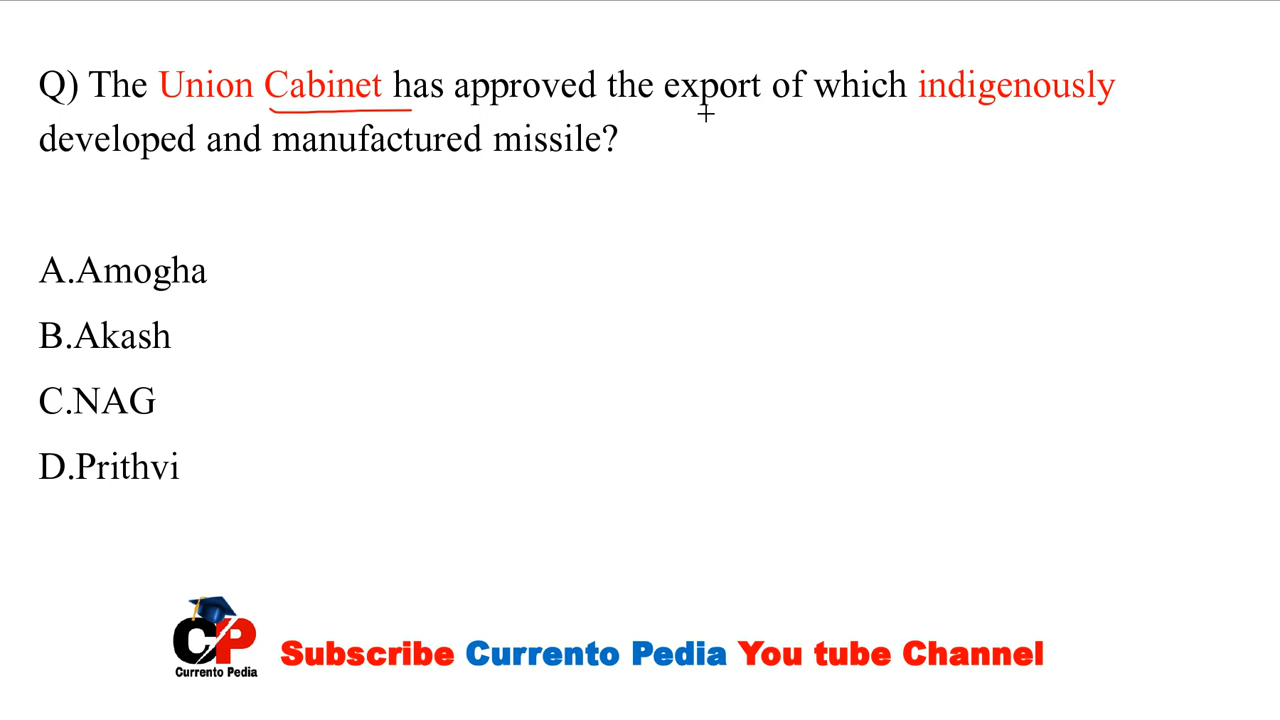 Q) The Union Cabinet has approved the export of which indigenously
developed and manufactured missile?
A.Amogha
B.Akash
C.NAG
D.Prithvi
CP
Currento Pedia
Subscribe Currento Pedia You tube Channel